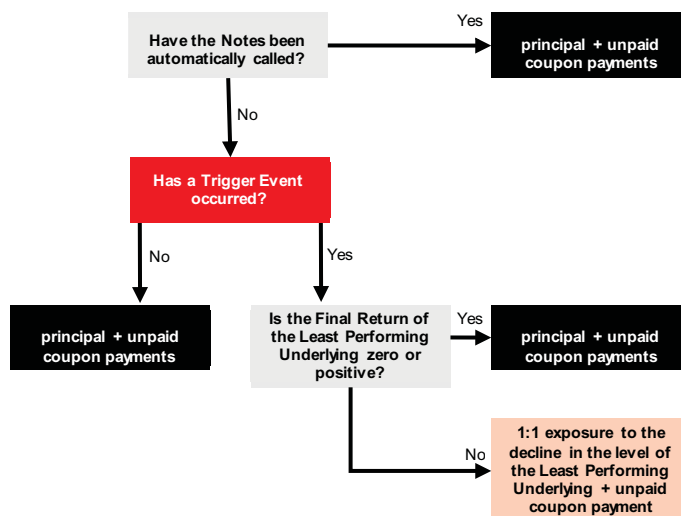 Have the Notes been
automatically called?
Yes
principal + unpaid
coupon payments
No
Has a Trigger Event
occurred?
No
Yes
principal + unpaid
coupon payments
Is the Final Return of
the Least Performing
Underlying zero or
positive?
Yes
principal + unpaid
coupon payments
No
1:1 exposure to the
decline in the level of
the Least Performing
Underlying + unpaid
coupon payment